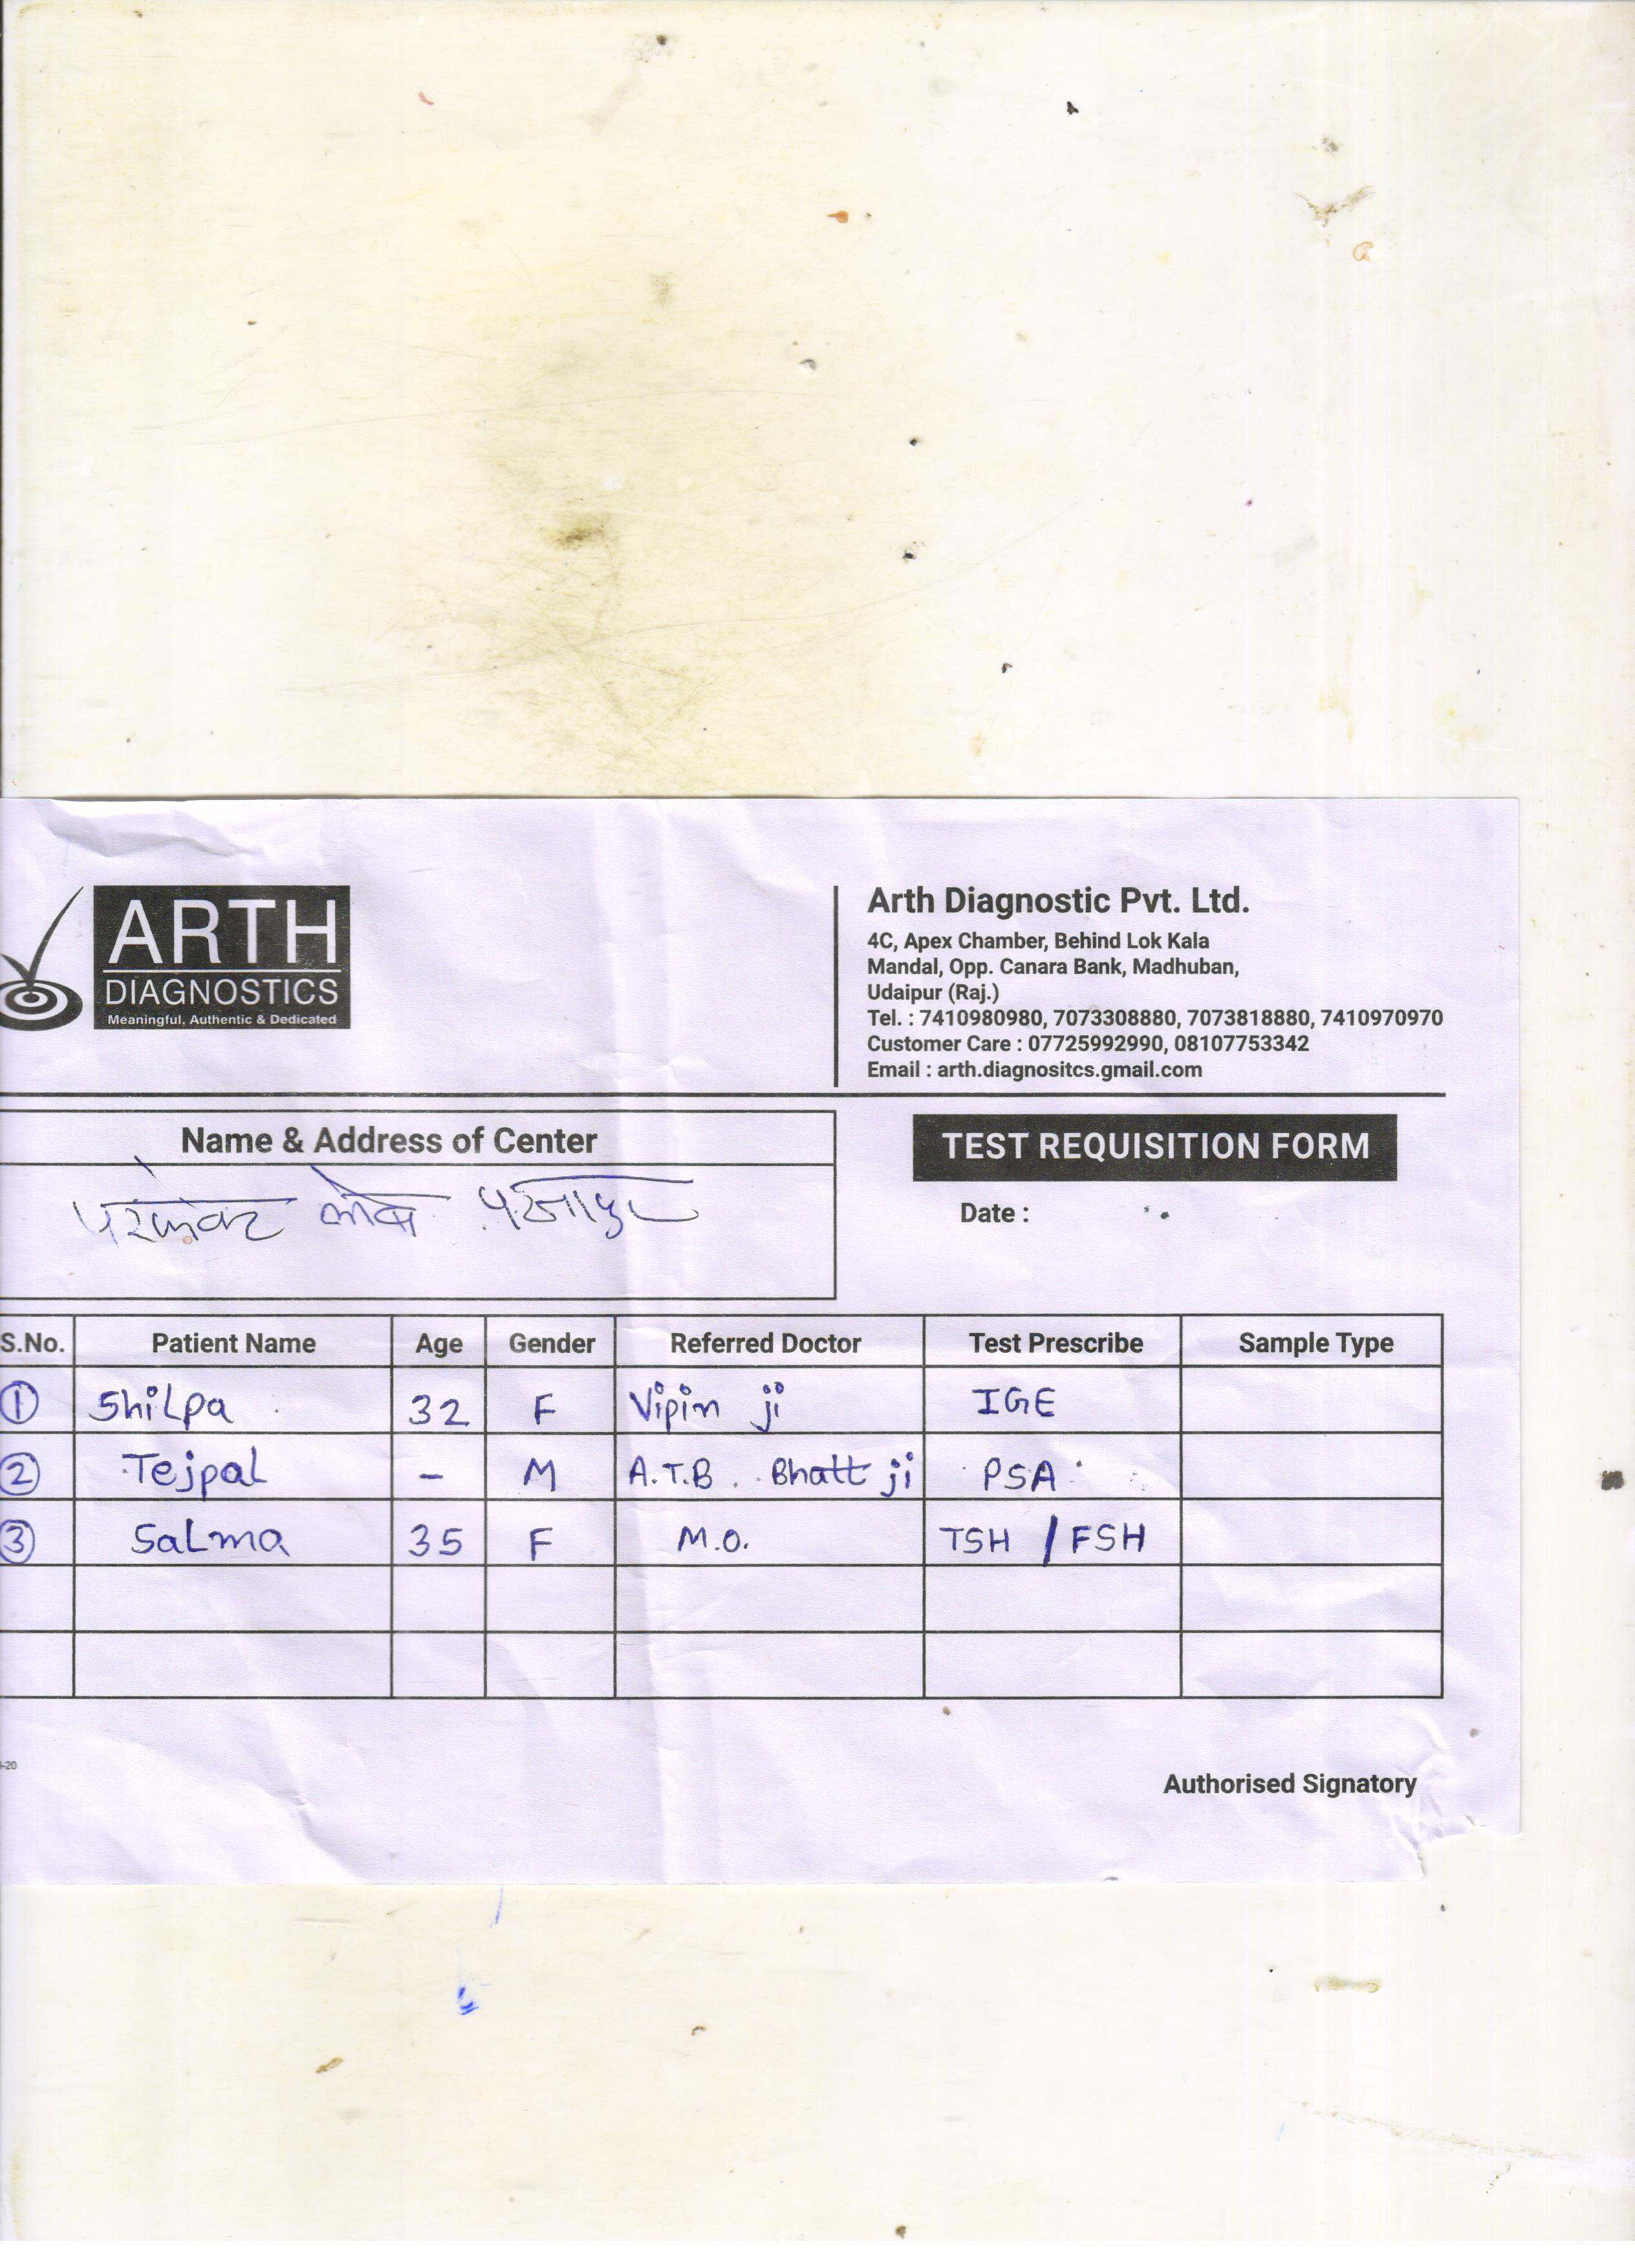 ARTH
DIAGNOSTICS
Meaningful, Authentic & Dedicated
Arth Diagnostic Pvt. Ltd.
4C, Apex Chamber, Behind Lok Kala
Mandal, Opp. Canara Bank, Madhuban,
Udaipur (Raj.)
Tel. : 7410980980, 7073308880, 7073818880, 7410970970
Customer Care : 07725992990, 08107753342
Email : arth.diagnositcs.gmail.com
Name & Address of Center
TEST REQUISITION FORM
Date :
S.No. Patient Name Age Gender Referred Doctor Test Prescribe Sample Type
1 Shilpa 32 F Vipin ji IGE
2 Tejpal - M A.T.B. Bhatt ji PSA
3 Salma 35 F M.O. TSH / FSH
-20
Authorised Signatory